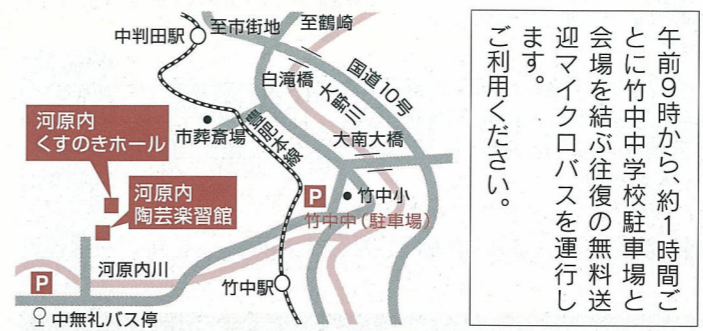 午前9時から、約1時間ご
とに竹中中学校駐車場と
会場を結ぶ往復の無料送
迎マイクロバスを運行し
ます。
ご利用ください。
中判田駅
至市街地
至鶴崎
国道10号
白滝橋
大野川
河原内
くすのきホール
市葬斎場
豊肥本線
大南大橋
河原内
陶芸楽習館
P
竹中小
竹中中（駐車場）
河原内川
P
竹中駅
中無礼バス停